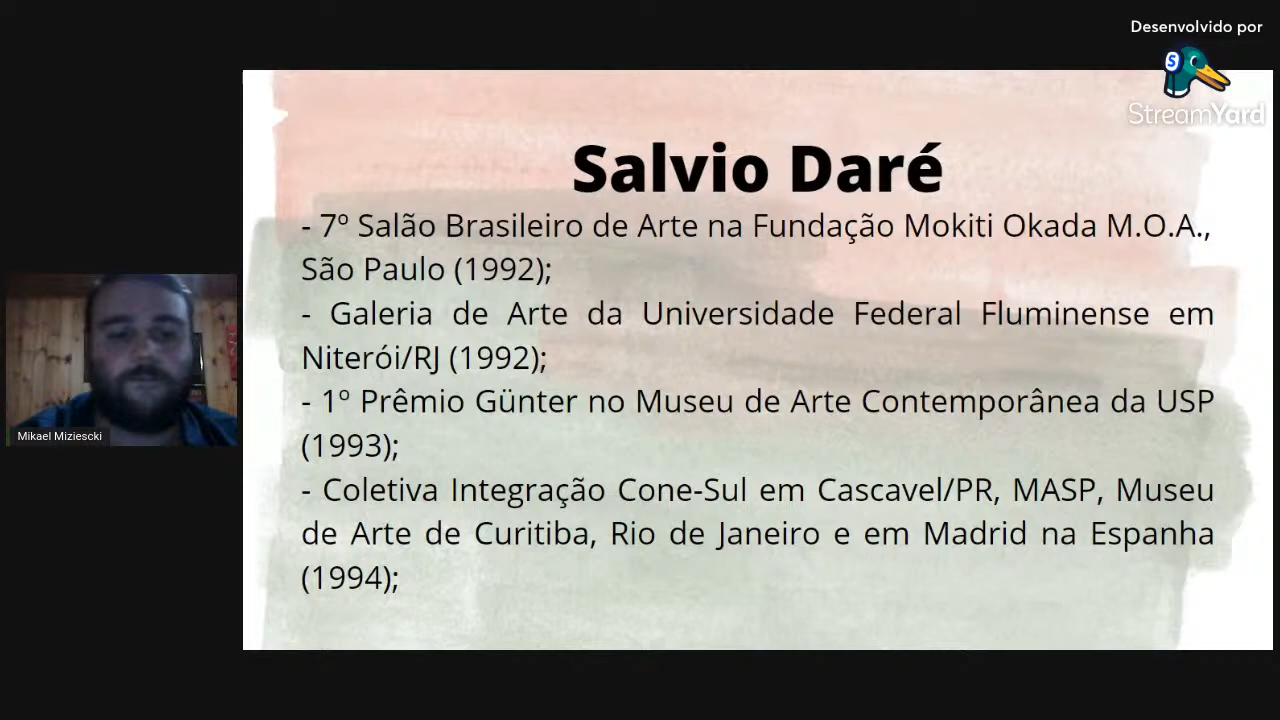 Desenvolvido por
StreamYard
Salvio Daré
- 7º Salão Brasileiro de Arte na Fundação Mokiti Okada M.O.A.,
São Paulo (1992);
- Galeria de Arte da Universidade Federal Fluminense em
Niterói/RJ (1992);
- 1º Prêmio Günter no Museu de Arte Contemporânea da USP
(1993);
- Coletiva Integração Cone-Sul em Cascavel/PR, MASP, Museu
de Arte de Curitiba, Rio de Janeiro e em Madrid na Espanha
(1994);
Mikael Miziescki